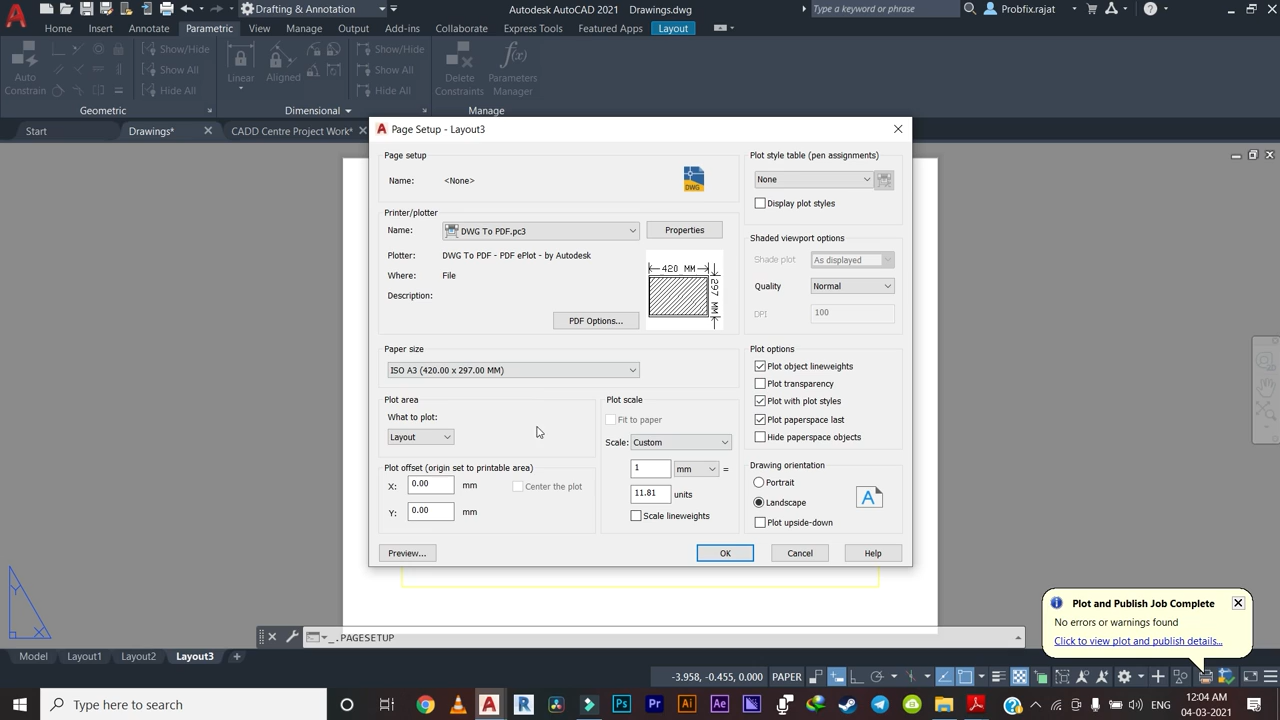 Drafting & Annotation
Autodesk AutoCAD 2021 Drawings.dwg
Type a keyword or phrase
Probfix.rajat
Home Insert Annotate Parametric View Manage Output Add-ins Collaborate Express Tools Featured Apps Layout
Auto
Constrain
Show/Hide
Show All
Hide All
Geometric
Linear
Aligned
Dimensional
Show/Hide
Show All
Hide All
Delete
Constraints
f(x)
Parameters
Manager
Manage
Start
Drawings*
CADD Centre Project Work*
Page Setup - Layout3
Page setup
Name: <None>
DWG
Printer/plotter
Name: DWG To PDF.pc3
Properties
Plotter: DWG To PDF - PDF ePlot - by Autodesk
Where: File
Description:
420 MM
297 MM
PDF Options...
Paper size
ISO A3 (420.00 x 297.00 MM)
Plot area
What to plot:
Layout
Plot offset (origin set to printable area)
X: 0.00 mm
Center the plot
Y: 0.00 mm
Plot scale
Fit to paper
Scale: Custom
1 mm =
11.81 units
Scale lineweights
Plot style table (pen assignments)
None
Display plot styles
Shaded viewport options
Shade plot As displayed
Quality Normal
DPI 100
Plot options
Plot object lineweights
Plot transparency
Plot with plot styles
Plot paperspace last
Hide paperspace objects
Drawing orientation
Portrait
Landscape
Plot upside-down
A
Preview...
OK
Cancel
Help
Y
X
_.PAGESETUP
Plot and Publish Job Complete
No errors or warnings found
Click to view plot and publish details...
Model Layout1 Layout2 Layout3 +
-3.958, -0.455, 0.000 PAPER
Type here to search
A R Ps Pr Ai Ae
ENG
12:04 AM
04-03-2021